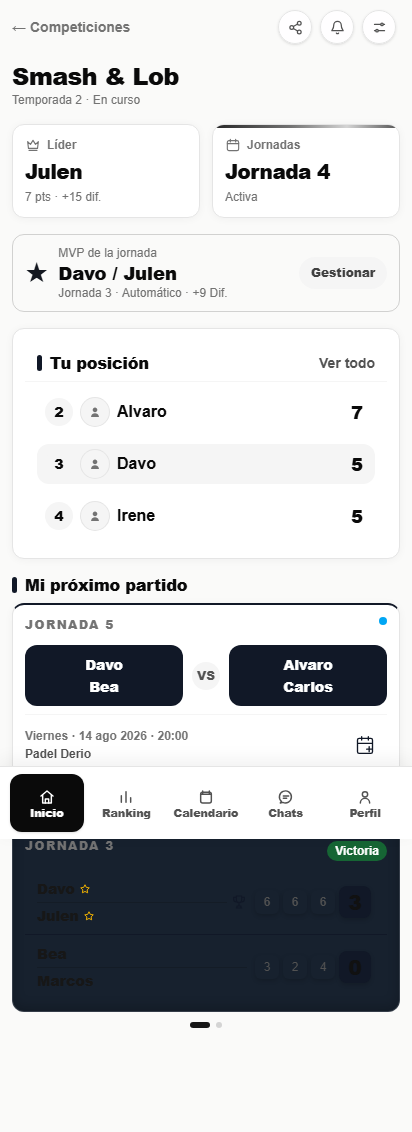 ← Competiciones
Smash & Lob
Temporada 2 · En curso
Líder
Julen
7 pts · +15 dif.
Jornadas
Jornada 4
Activa
MVP de la jornada
Davo / Julen
Jornada 3 · Automático · +9 Dif.
Gestionar
Tu posición
Ver todo
2 Alvaro 7
3 Davo 5
4 Irene 5
Mi próximo partido
JORNADA 5
Davo
Bea
VS
Alvaro
Carlos
Viernes · 14 ago 2026 · 20:00
Padel Derio
Inicio
Ranking
Calendario
Chats
Perfil
JORNADA 3
Victoria
Davo
Julen
6 6 6 3
Bea
Marcos
3 2 4 0